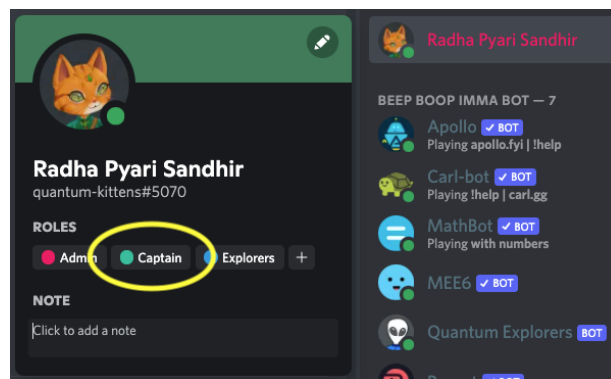 Radha Pyari Sandhir
quantum-kittens#5070
ROLES
Admin Captain Explorers +
NOTE
Click to add a note
Radha Pyari Sandhir
BEEP BOOP IMMA BOT — 7
Apollo ✓ BOT
Playing apollo.fyi | !help
Carl-bot ✓ BOT
Playing !help | carl.gg
MathBot ✓ BOT
Playing with numbers
MEE6 ✓ BOT
Quantum Explorers BOT
BOT